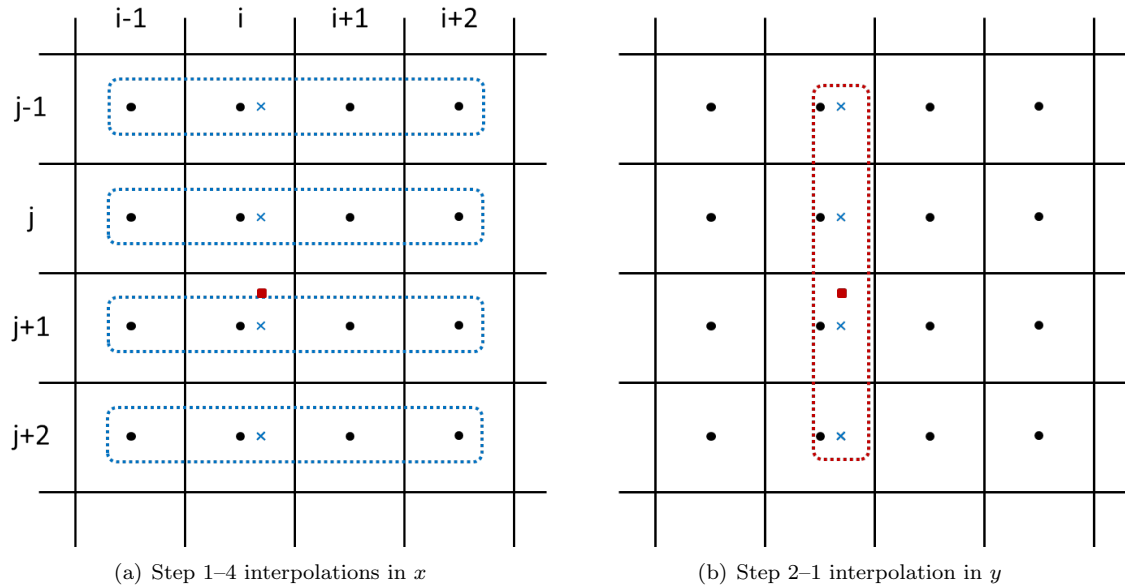 i-1 i i+1 i+2
j-1
j
j+1
j+2
(a) Step 1–4 interpolations in x
(b) Step 2–1 interpolation in y